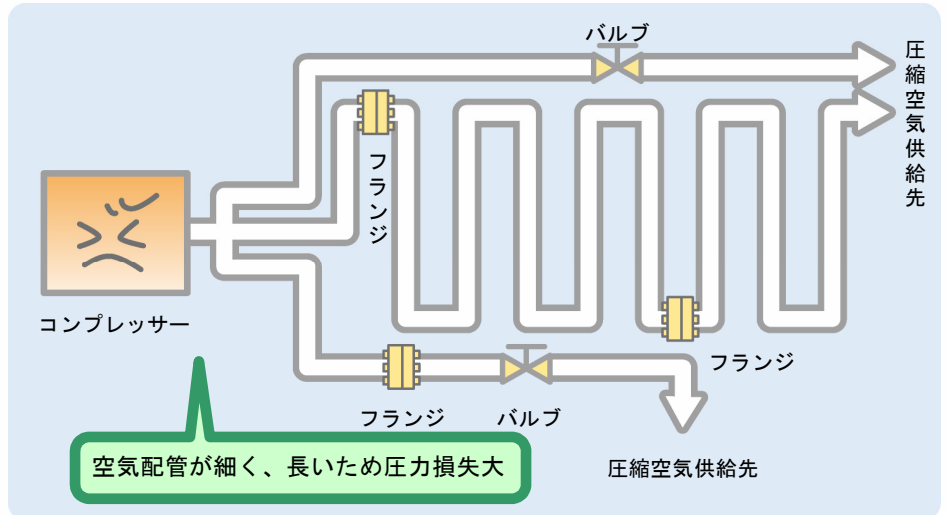 バルブ
圧縮空気供給先
フランジ
コンプレッサー
フランジ
フランジ
バルブ
空気配管が細く、長いため圧力損失大
圧縮空気供給先